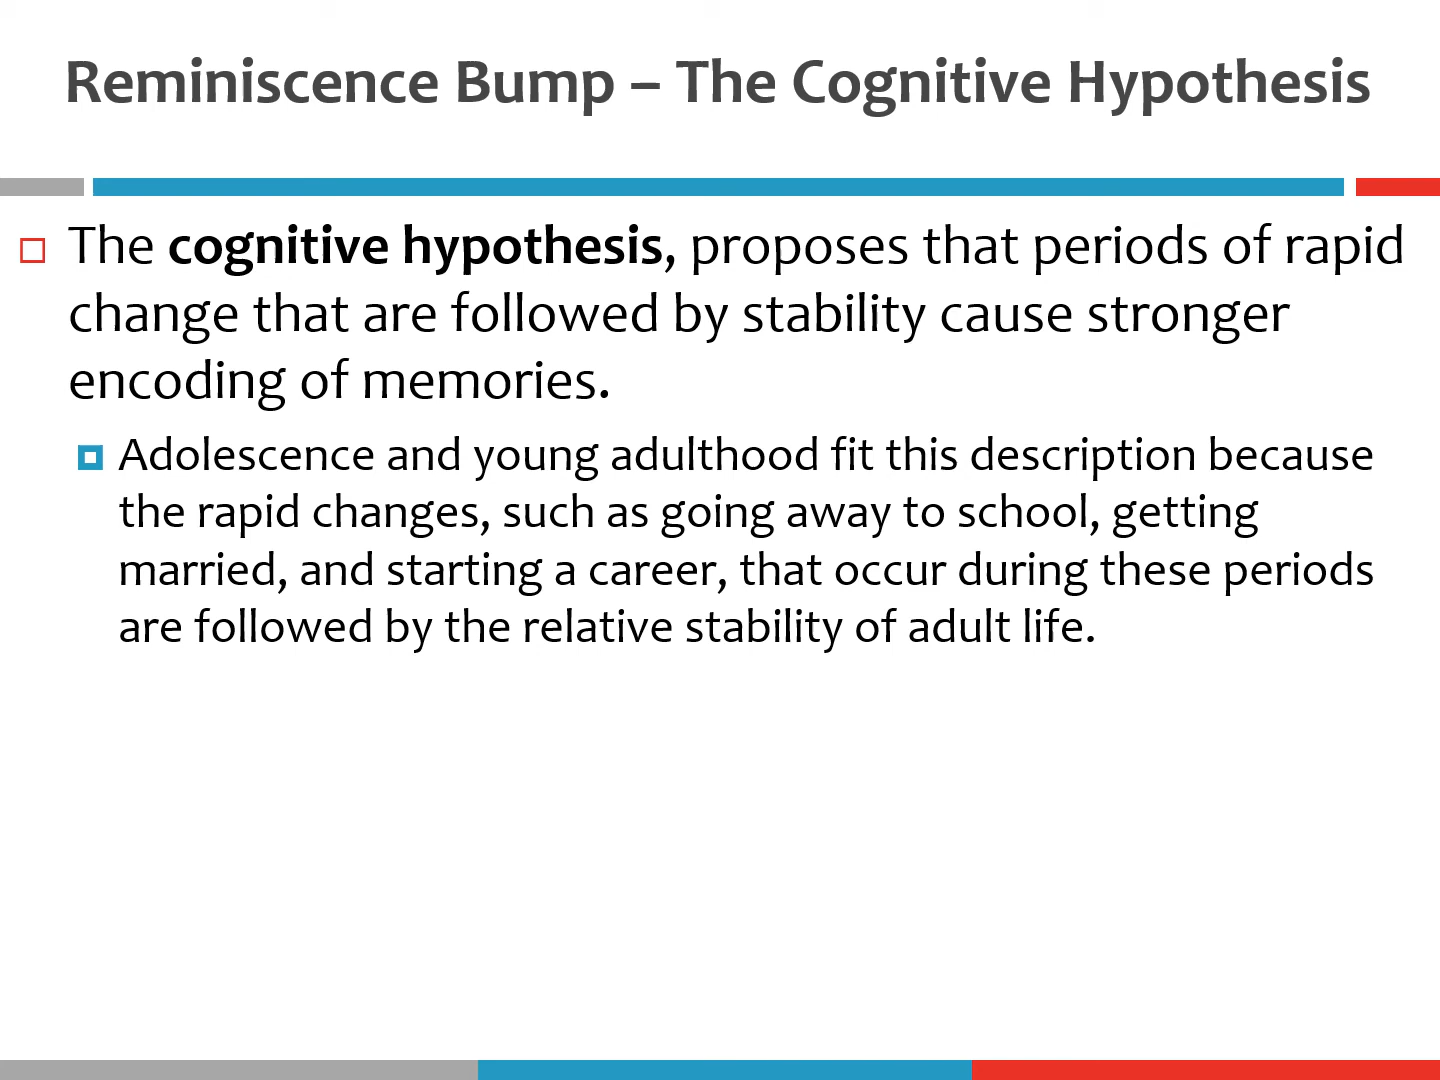 Reminiscence Bump – The Cognitive Hypothesis
The cognitive hypothesis, proposes that periods of rapid
change that are followed by stability cause stronger
encoding of memories.
Adolescence and young adulthood fit this description because
the rapid changes, such as going away to school, getting
married, and starting a career, that occur during these periods
are followed by the relative stability of adult life.